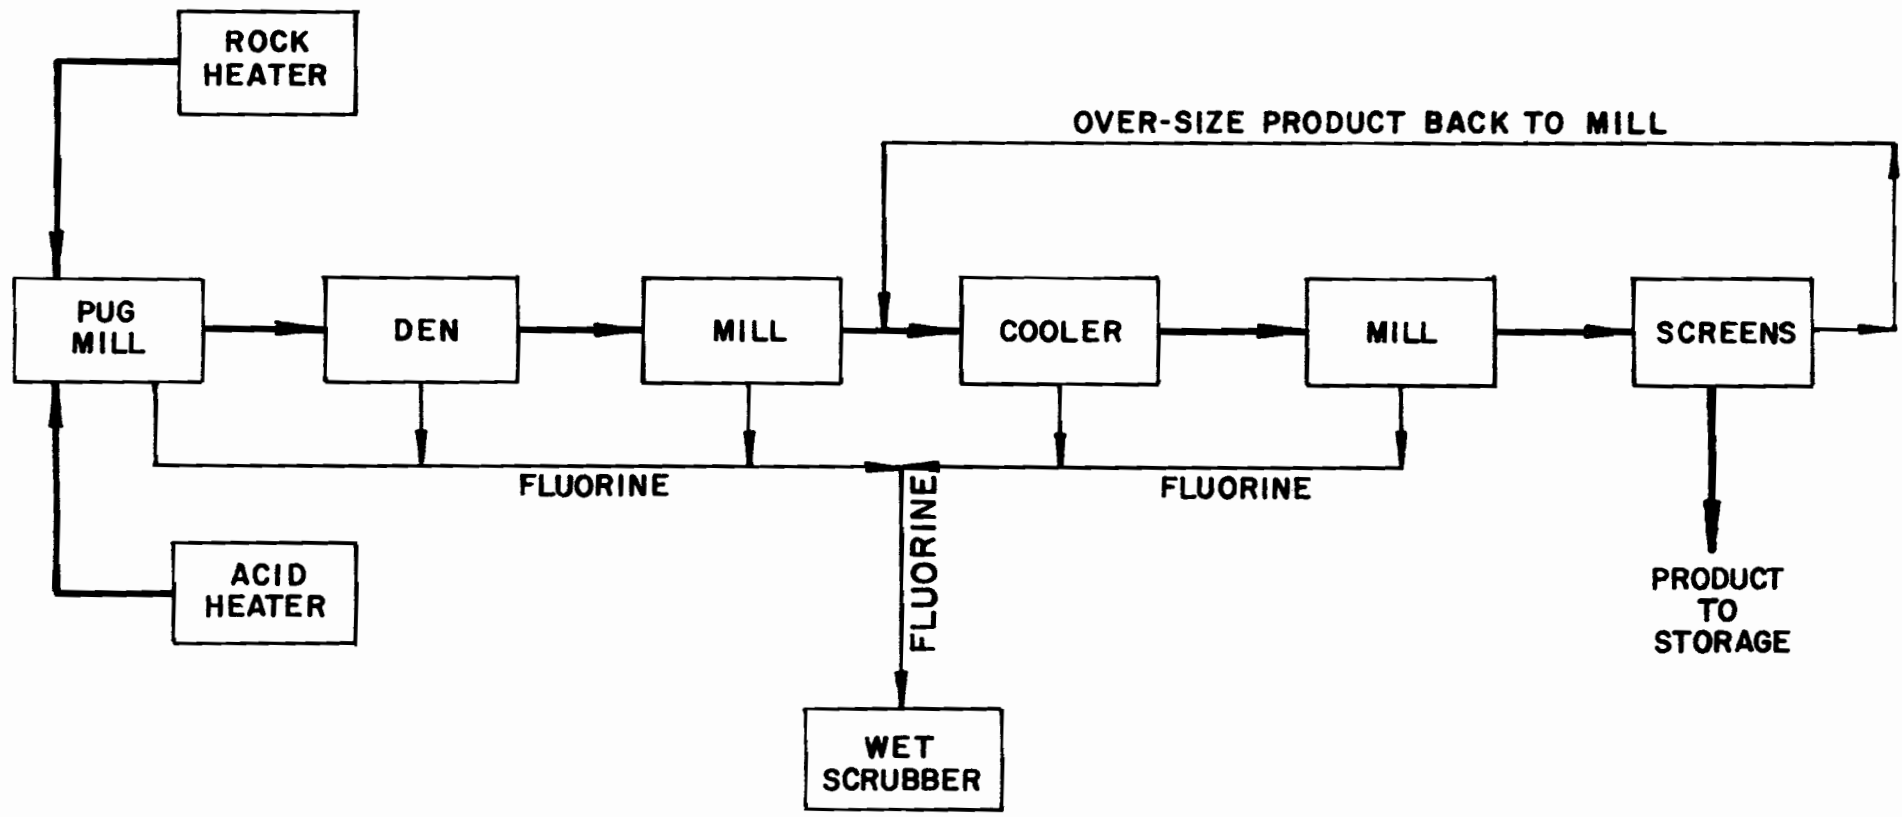 ROCK
HEATER
OVER-SIZE PRODUCT BACK TO MILL
PUG
MILL
DEN
MILL
COOLER
MILL
SCREENS
FLUORINE
FLUORINE
FLUORINE
ACID
HEATER
PRODUCT
TO
STORAGE
WET
SCRUBBER